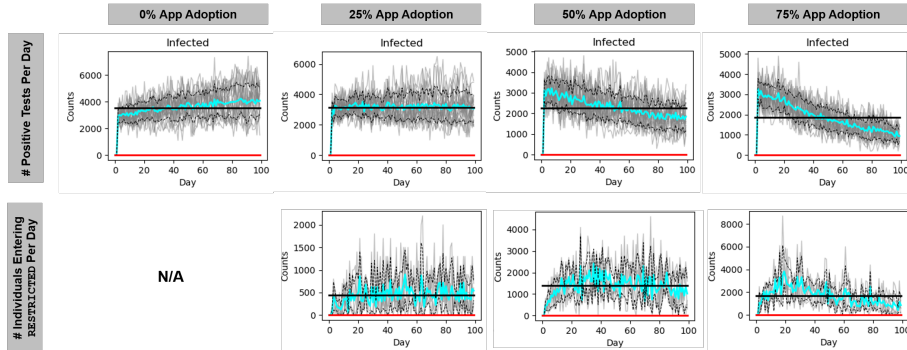 0% App Adoption
25% App Adoption
50% App Adoption
75% App Adoption
# Positive Tests Per Day
Infected
Counts
6000
4000
2000
0
0 20 40 60 80 100
Day
Infected
Counts
6000
4000
2000
0
0 20 40 60 80 100
Day
Infected
Counts
5000
4000
3000
2000
1000
0
0 20 40 60 80 100
Day
Infected
Counts
5000
4000
3000
2000
1000
0
0 20 40 60 80 100
Day
# Individuals Entering
RESTRICTED Per Day
N/A
Counts
2000
1500
1000
500
0
0 20 40 60 80 100
Day
Counts
4000
3000
2000
1000
0
0 20 40 60 80 100
Day
Counts
8000
6000
4000
2000
0
0 20 40 60 80 100
Day